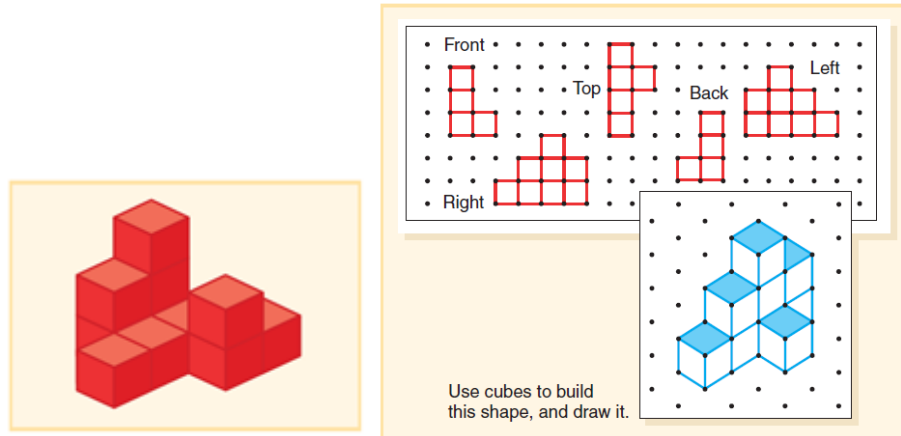 Front
Left
Top
Back
Right
Use cubes to build
this shape, and draw it.